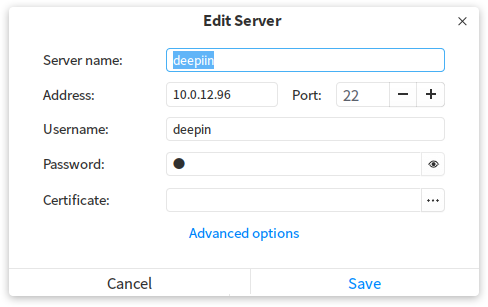 Edit Server
Server name: deepiin
Address: 10.0.12.96 Port: 22
Username: deepin
Password: ●
Certificate:
Advanced options
Cancel Save